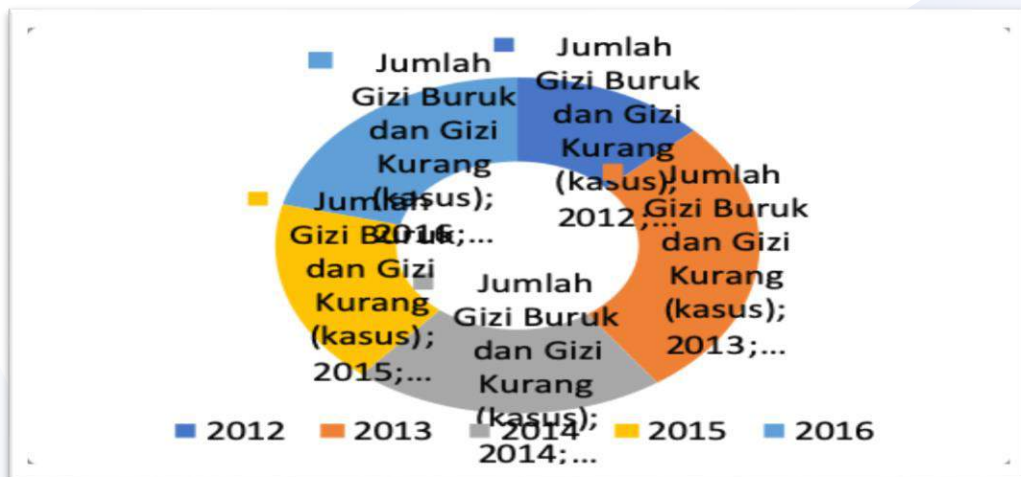 Jumlah
Gizi Buruk
dan Gizi
Kurang
(kasus);
2016;...
Jumlah
Gizi Buruk
dan Gizi
Kurang
(kasus);
2012;...
Jumlah
Gizi Buruk
dan Gizi
Kurang
(kasus);
2013;...
Jumlah
Gizi Buruk
dan Gizi
Kurang
(kasus);
2015;...
Jumlah
Gizi Buruk
dan Gizi
Kurang
(kasus);
2014;...
2012 2013 2014 2015 2016